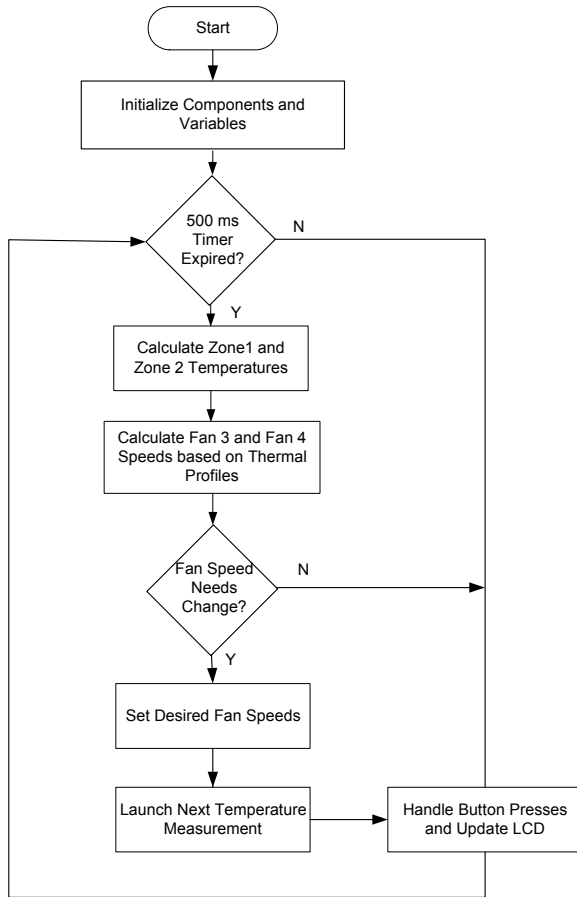 Start
Initialize Components and
Variables
500 ms
Timer
Expired?
N
Y
Calculate Zone1 and
Zone 2 Temperatures
Calculate Fan 3 and Fan 4
Speeds based on Thermal
Profiles
Fan Speed
Needs
Change?
N
Y
Set Desired Fan Speeds
Launch Next Temperature
Measurement
Handle Button Presses
and Update LCD